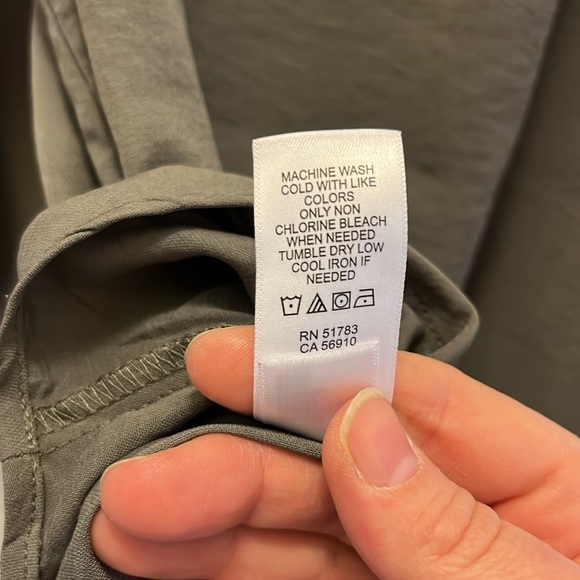 MACHINE WASH
COLD WITH LIKE
COLORS
ONLY NON
CHLORINE BLEACH
WHEN NEEDED
TUMBLE DRY LOW
COOL IRON IF
NEEDED
RN 51783
CA 56910